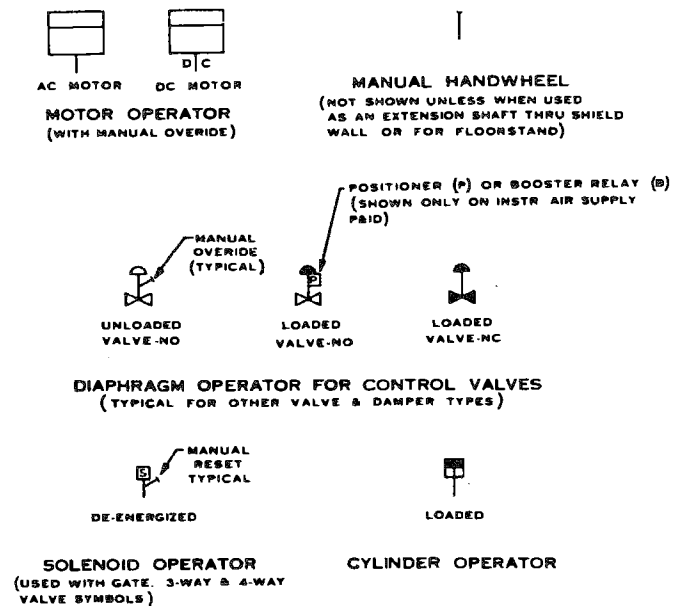 D C
AC MOTOR
DC MOTOR
MOTOR OPERATOR
(WITH MANUAL OVERIDE)
MANUAL HANDWHEEL
(NOT SHOWN UNLESS WHEN USED
AS AN EXTENSION SHAFT THRU SHIELD
WALL OR FOR FLOORSTAND)
POSITIONER (P) OR BOOSTER RELAY (B)
(SHOWN ONLY ON INSTR AIR SUPPLY
P&ID)
MANUAL
OVERIDE
(TYPICAL)
P
UNLOADED
VALVE-NO
LOADED
VALVE-NO
LOADED
VALVE-NC
DIAPHRAGM OPERATOR FOR CONTROL VALVES
(TYPICAL FOR OTHER VALVE & DAMPER TYPES)
MANUAL
RESET
TYPICAL
S
DE-ENERGIZED
LOADED
SOLENOID OPERATOR
(USED WITH GATE. 3-WAY & 4-WAY
VALVE SYMBOLS)
CYLINDER OPERATOR